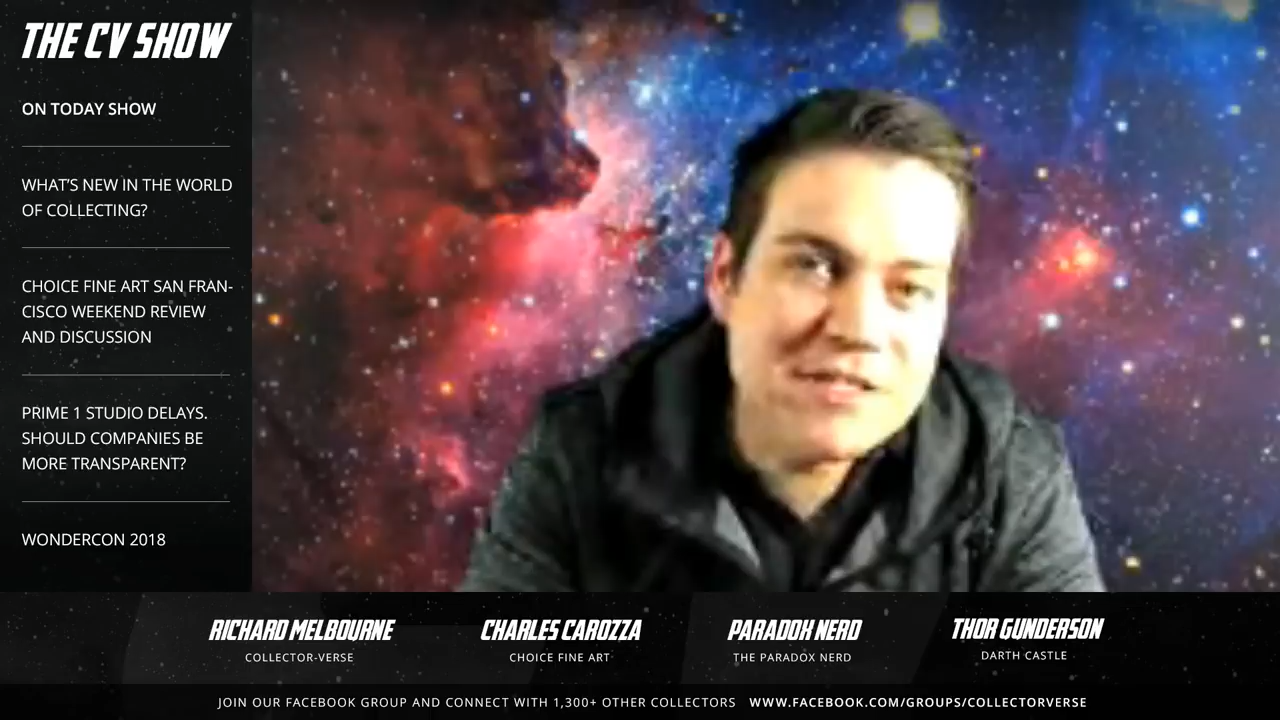 THE CV SHOW
ON TODAY SHOW
WHAT'S NEW IN THE WORLD
OF COLLECTING?
CHOICE FINE ART SAN FRAN-
CISCO WEEKEND REVIEW
AND DISCUSSION
PRIME 1 STUDIO DELAYS.
SHOULD COMPANIES BE
MORE TRANSPARENT?
WONDERCON 2018
RICHARD MELBOURNE
COLLECTOR-VERSE
CHARLES CAROZZA
CHOICE FINE ART
PARADOX NERD
THE PARADOX NERD
THOR GUNDERSON
DARTH CASTLE
JOIN OUR FACEBOOK GROUP AND CONNECT WITH 1,300+ OTHER COLLECTORS WWW.FACEBOOK.COM/GROUPS/COLLECTORVERSE